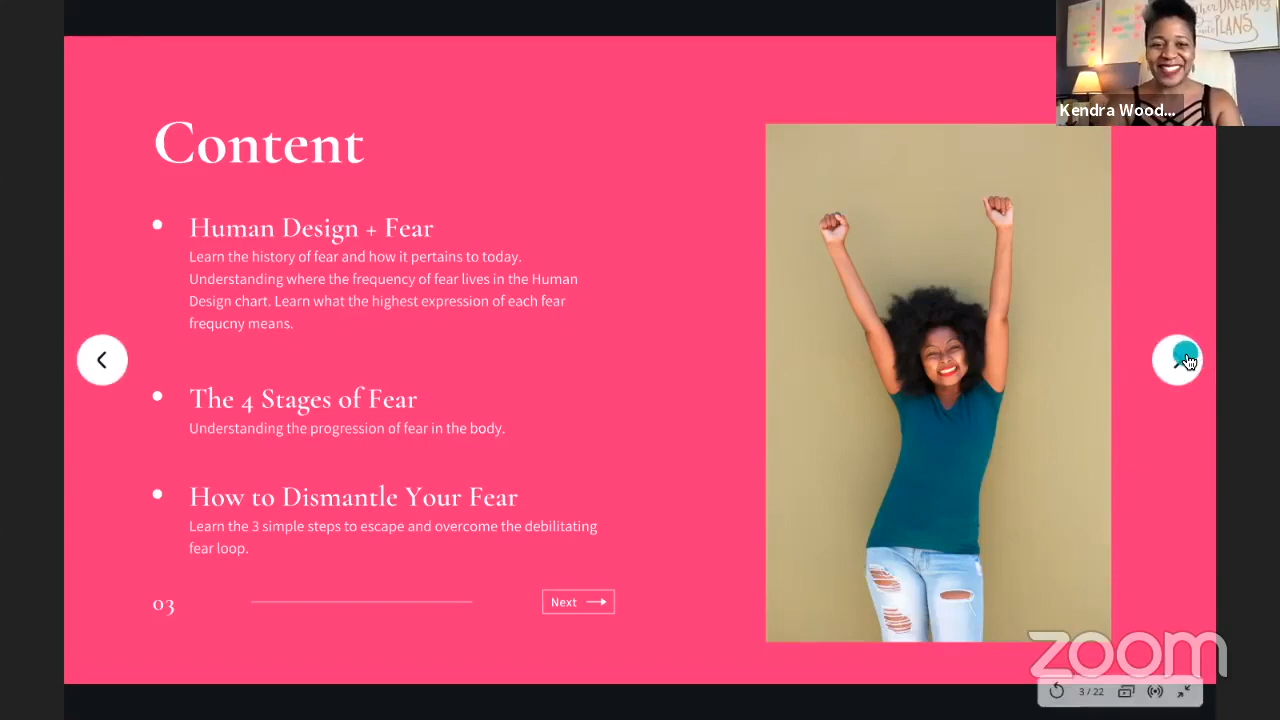 Content
Human Design + Fear
Learn the history of fear and how it pertains to today.
Understanding where the frequency of fear lives in the Human
Design chart. Learn what the highest expression of each fear
frequcny means.
The 4 Stages of Fear
Understanding the progression of fear in the body.
How to Dismantle Your Fear
Learn the 3 simple steps to escape and overcome the debilitating
fear loop.
03
Next
DREAMS
PLANS
Kendra Wood...
zoom
3 / 22